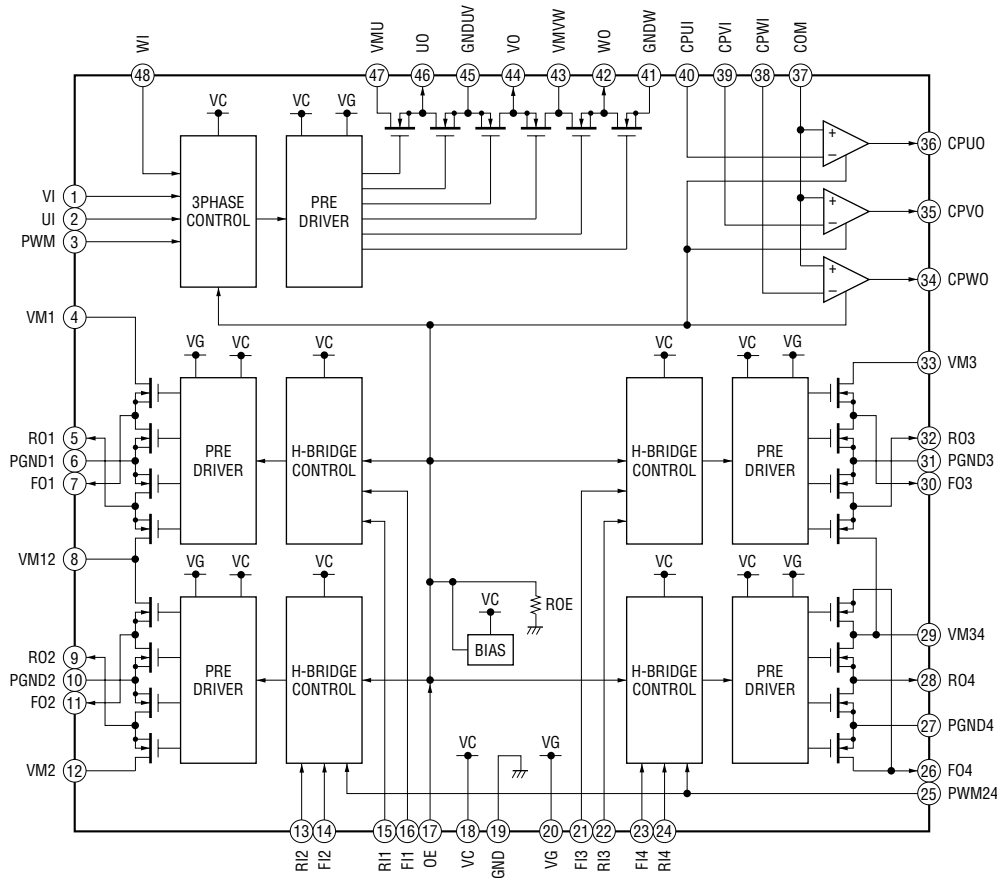 WI
VMU
UO
GNDUV
VO
VMVW
WO
GNDW
CPUI
CPVI
CPWI
COM
48
47
46
45
44
43
42
41
40
39
38
37
VC
VC
VG
3PHASE
CONTROL
PRE
DRIVER
+
−
36 CPUO
VI 1
UI 2
PWM 3
+
−
35 CPVO
+
−
34 CPWO
VM1 4
VG
VC
VC
VC
VC
VG
33 VM3
RO1 5
PGND1 6
FO1 7
PRE
DRIVER
H-BRIDGE
CONTROL
H-BRIDGE
CONTROL
PRE
DRIVER
32 RO3
31 PGND3
30 FO3
VM12 8
VG
VC
VC
VC
VC
VG
ROE
VC
BIAS
29 VM34
RO2 9
PGND2 10
FO2 11
PRE
DRIVER
H-BRIDGE
CONTROL
H-BRIDGE
CONTROL
PRE
DRIVER
28 RO4
27 PGND4
VM2 12
VC
VG
26 FO4
25 PWM24
13
14
15
16
17
18
19
20
21
22
23
24
RI2
FI2
RI1
FI1
OE
VC
GND
VG
FI3
RI3
FI4
RI4